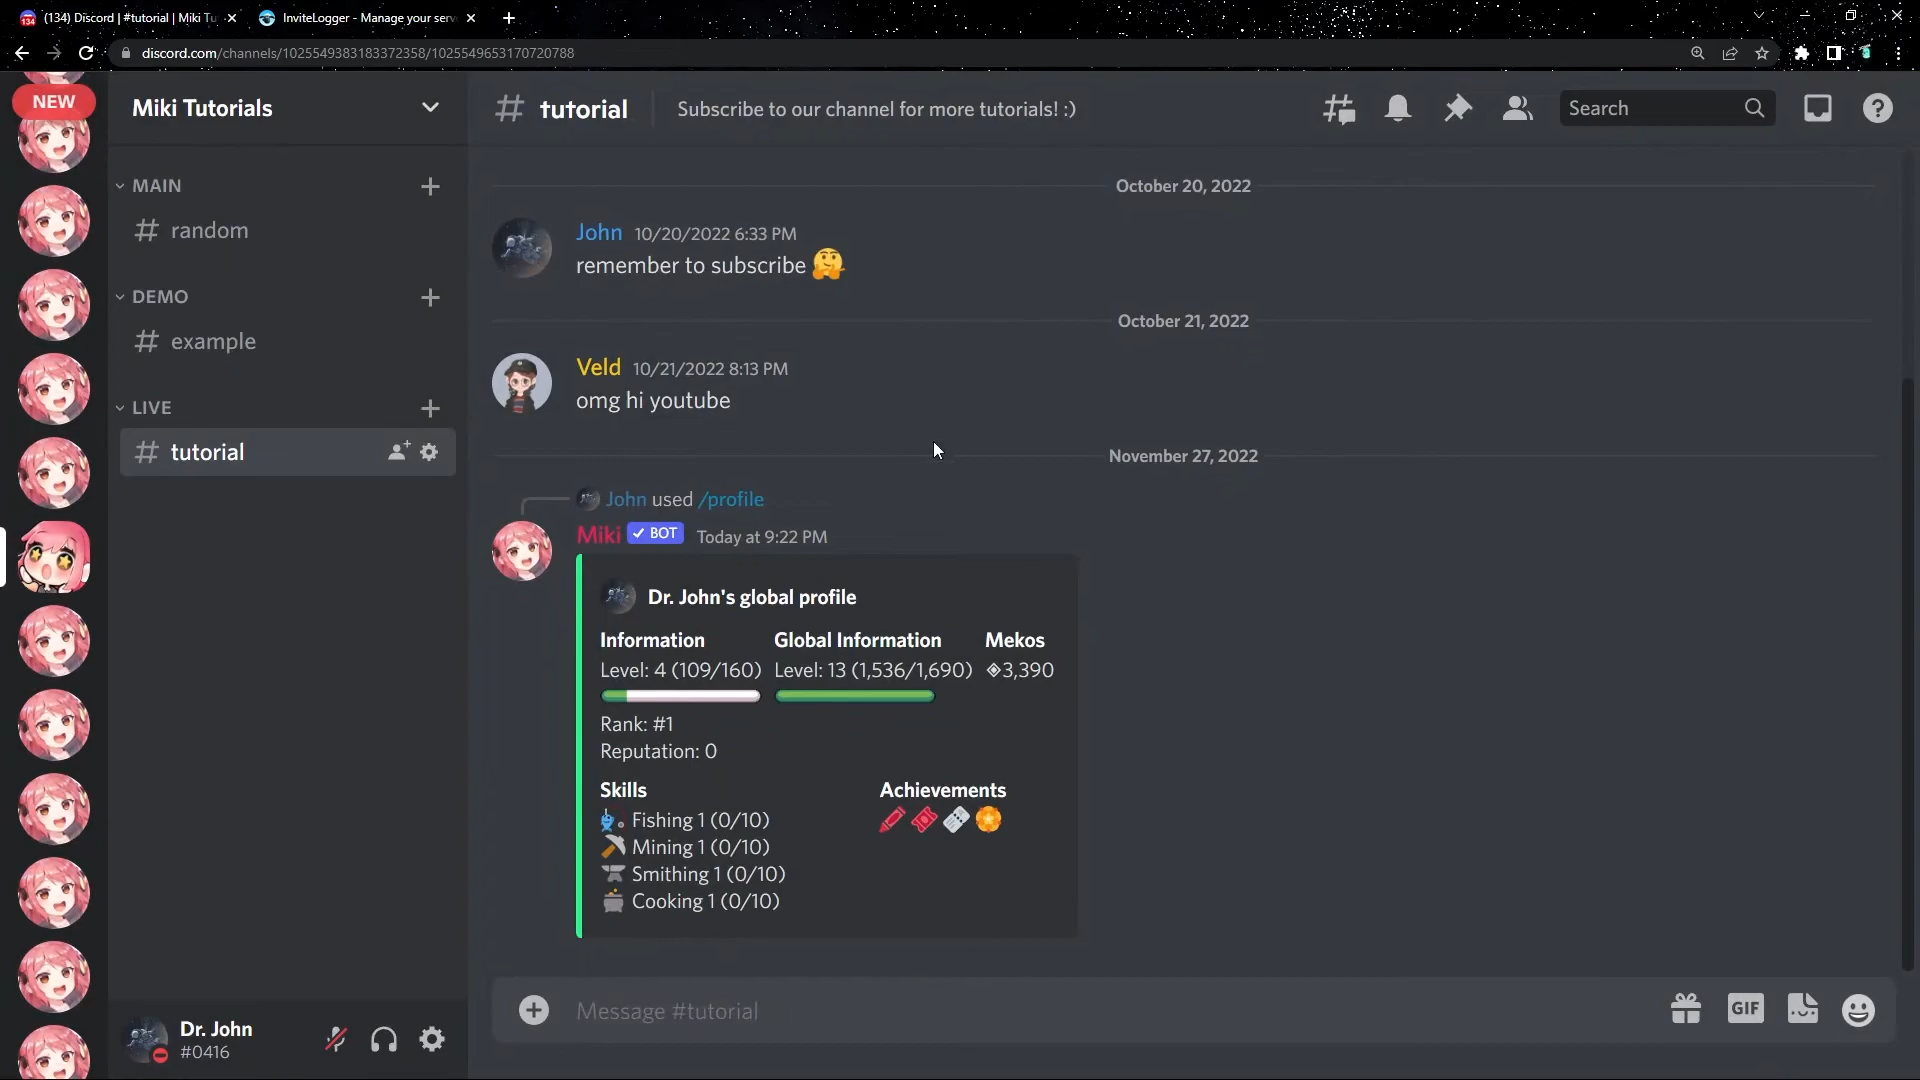 (134) Discord | #tutorial | Miki Tu
InviteLogger - Manage your serv
discord.com/channels/1025549383183372358/1025549653170720788
NEW
Miki Tutorials
MAIN
random
DEMO
example
LIVE
tutorial
Dr. John
#0416
tutorial
Subscribe to our channel for more tutorials! :)
Search
October 20, 2022
John 10/20/2022 6:33 PM
remember to subscribe 🤔
October 21, 2022
Veld 10/21/2022 8:13 PM
omg hi youtube
November 27, 2022
John used /profile
Miki ✓ BOT Today at 9:22 PM
Dr. John's global profile
Information Global Information Mekos
Level: 4 (109/160) Level: 13 (1,536/1,690) 3,390
Rank: #1
Reputation: 0
Skills Achievements
Fishing 1 (0/10)
Mining 1 (0/10)
Smithing 1 (0/10)
Cooking 1 (0/10)
Message #tutorial
GIF